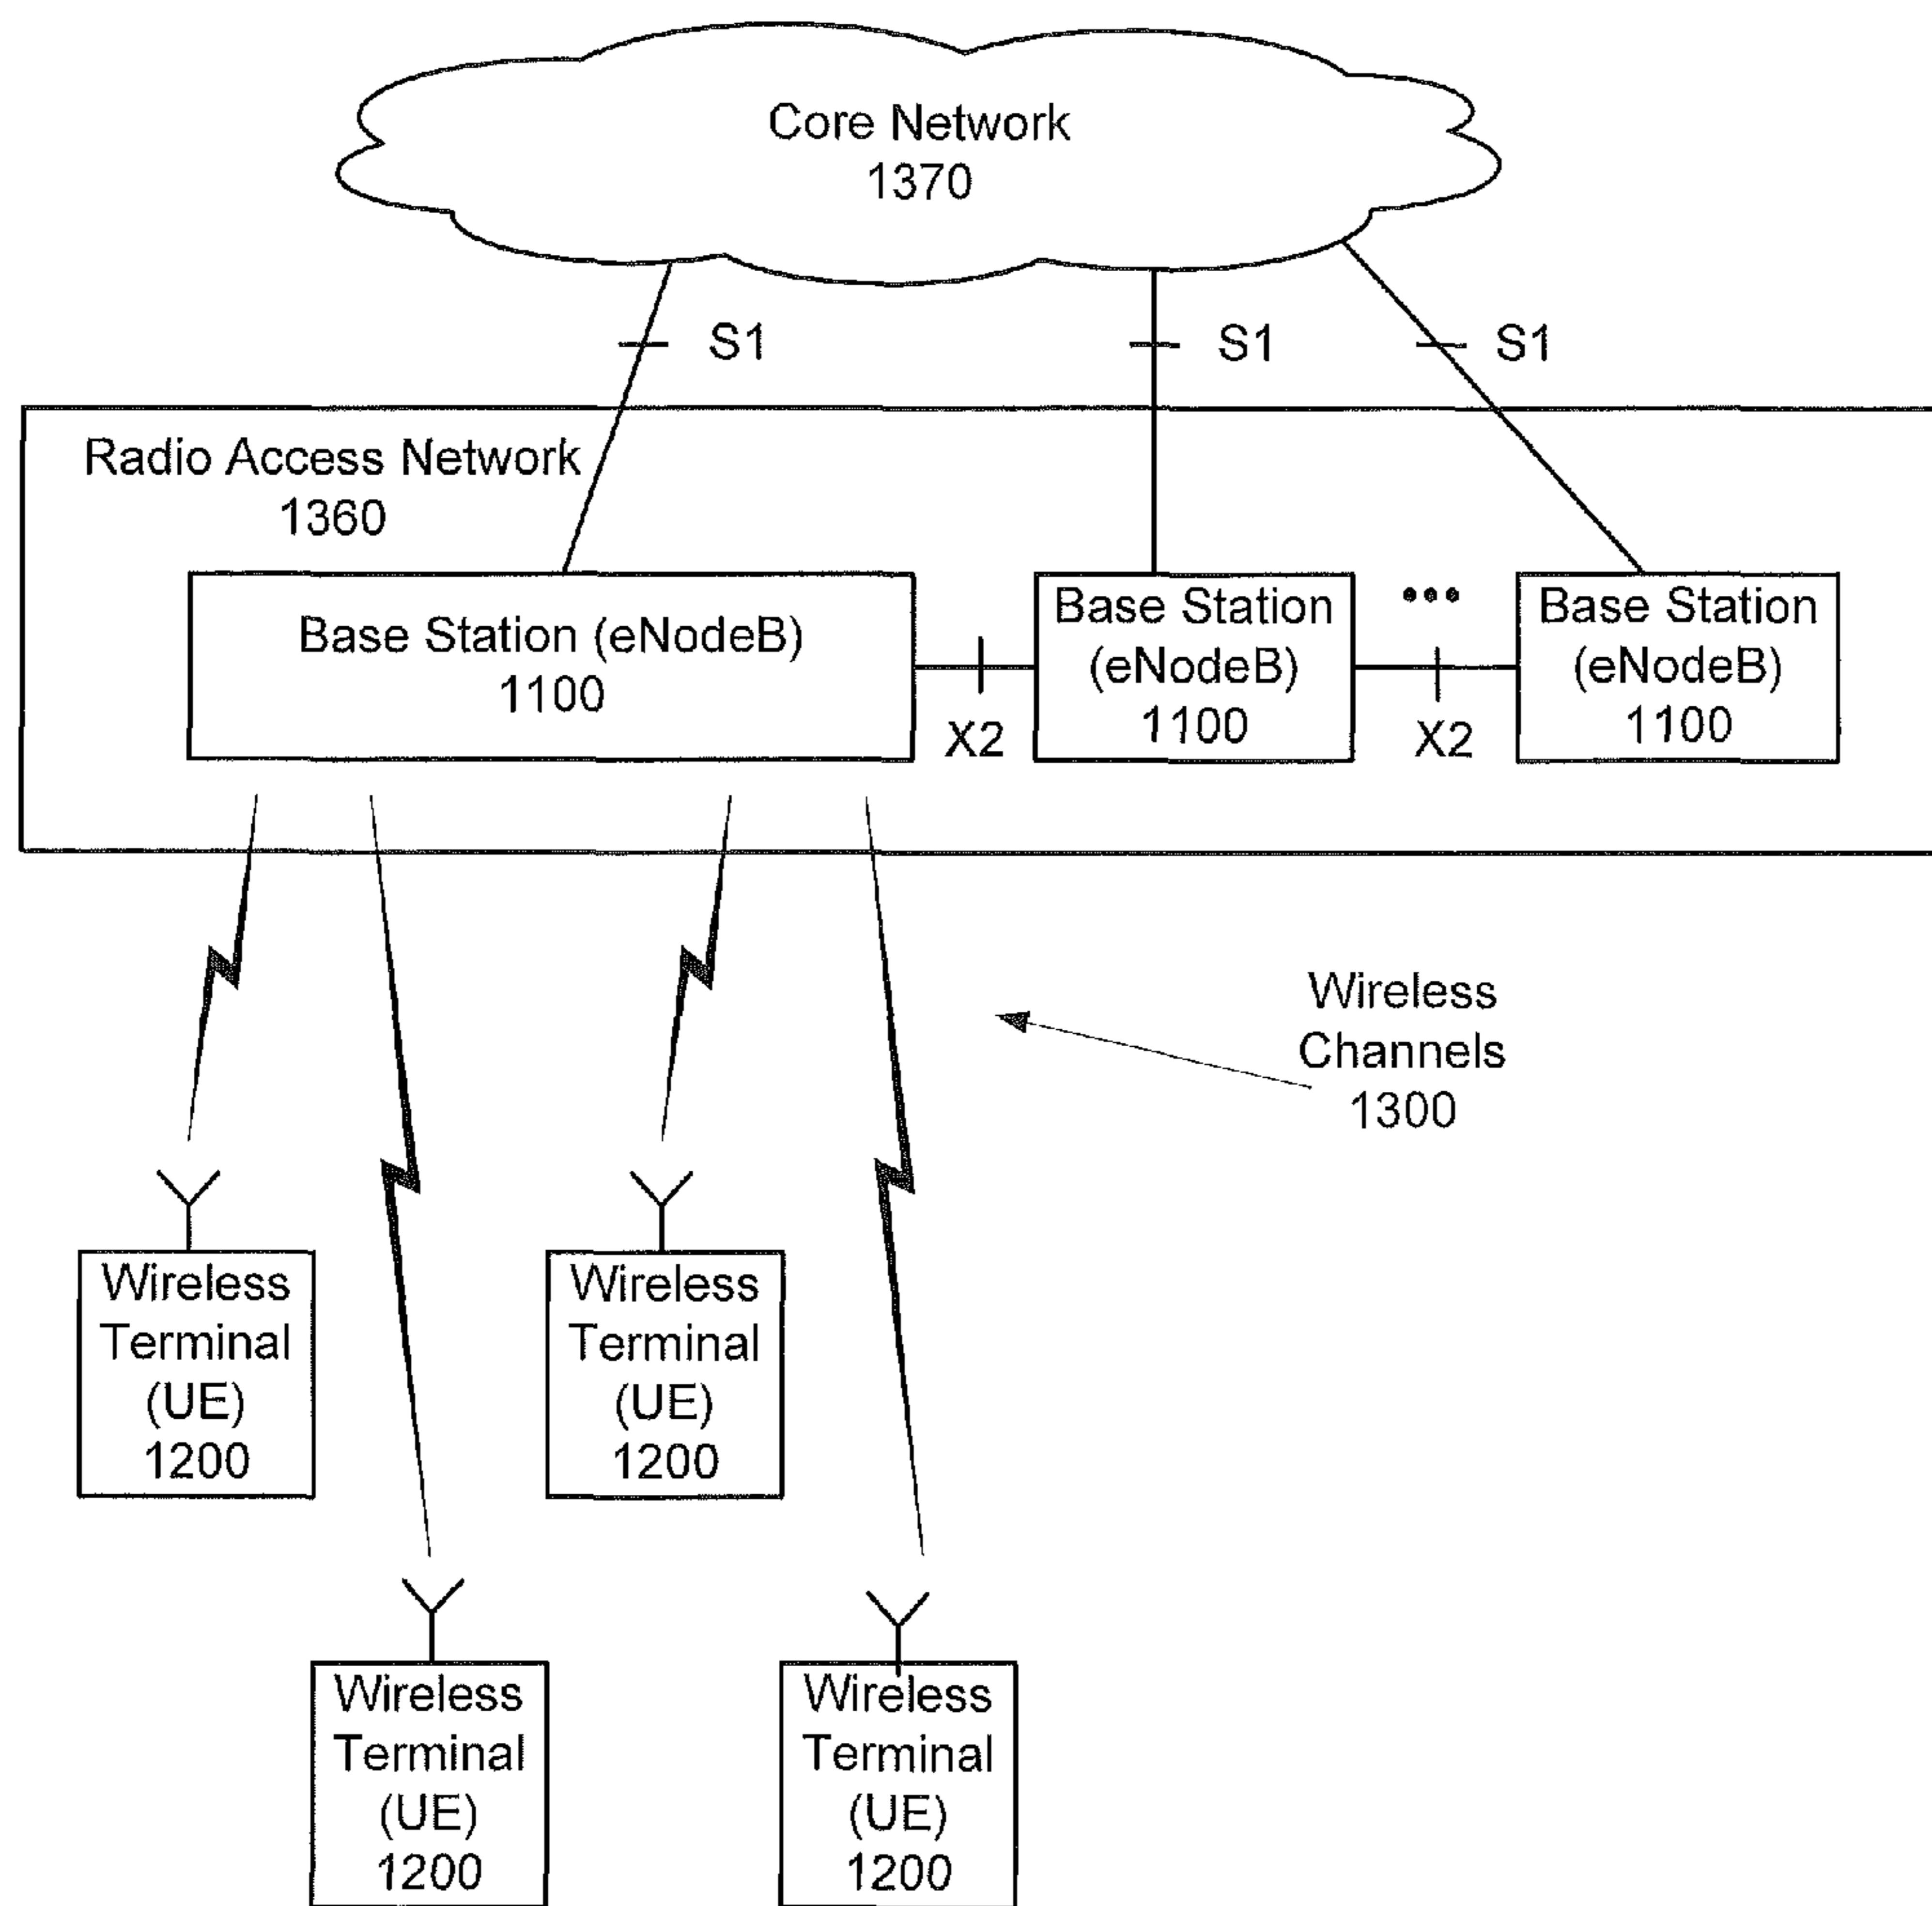 Core Network
1370
S1
S1
S1
Radio Access Network
1360
Base Station (eNodeB)
1100
X2
Base Station
(eNodeB)
1100
•••
X2
Base Station
(eNodeB)
1100
Wireless
Channels
1300
Wireless
Terminal
(UE)
1200
Wireless
Terminal
(UE)
1200
Wireless
Terminal
(UE)
1200
Wireless
Terminal
(UE)
1200